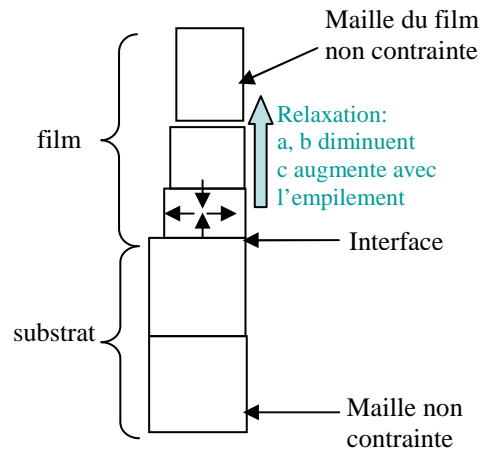 Maille du film
non contrainte
Relaxation:
a, b diminuent
c augmente avec
l'empilement
film
Interface
substrat
Maille non
contrainte